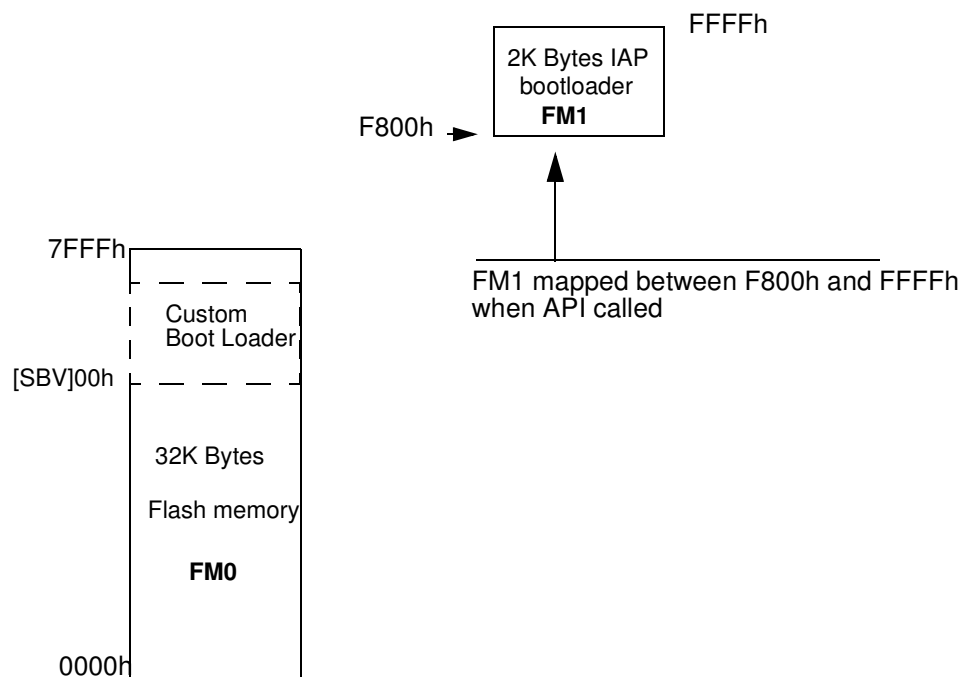 FFFFh
2K Bytes IAP
bootloader
FM1
F800h
7FFFh
FM1 mapped between F800h and FFFFh
when API called
Custom
Boot Loader
[SBV]00h
32K Bytes
Flash memory
FM0
0000h